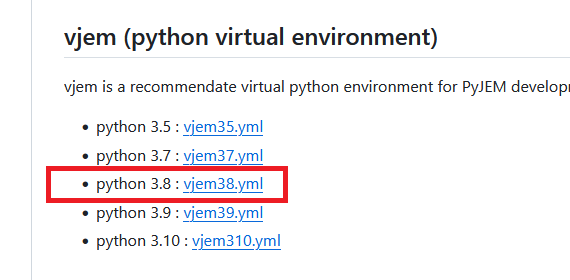 vjem (python virtual environment)
vjem is a recommendate virtual python environment for PyJEM
• python 3.5 : vjem35.yml
• python 3.7 : vjem37.yml
• python 3.8 : vjem38.yml
• python 3.9 : vjem39.yml
• python 3.10 : vjem310.yml